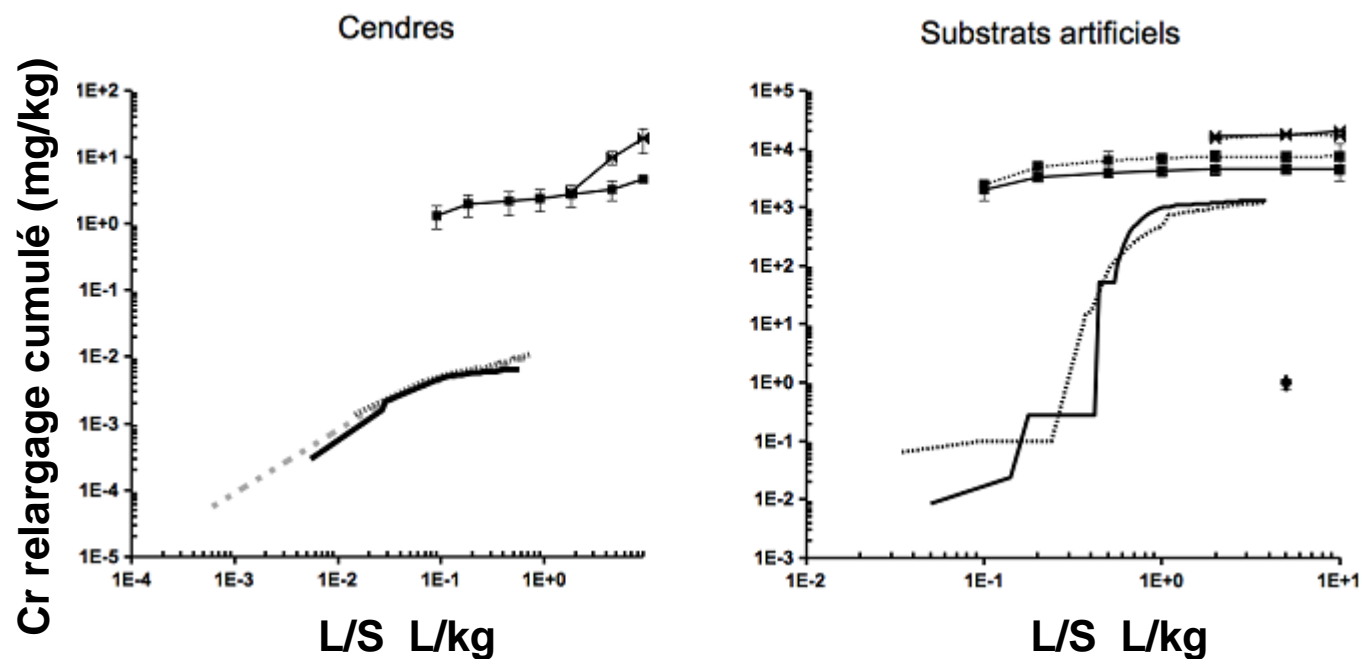 Cendres
Substrats artificiels
Cr relargage cumulé (mg/kg)
1E+2
1E+1
1E+0
1E-1
1E-2
1E-3
1E-4
1E-5
1E-4
1E-3
1E-2
1E-1
1E+0
L/S L/kg
1E+5
1E+4
1E+3
1E+2
1E+1
1E+0
1E-1
1E-2
1E-3
1E-2
1E-1
1E+0
1E+1
L/S L/kg